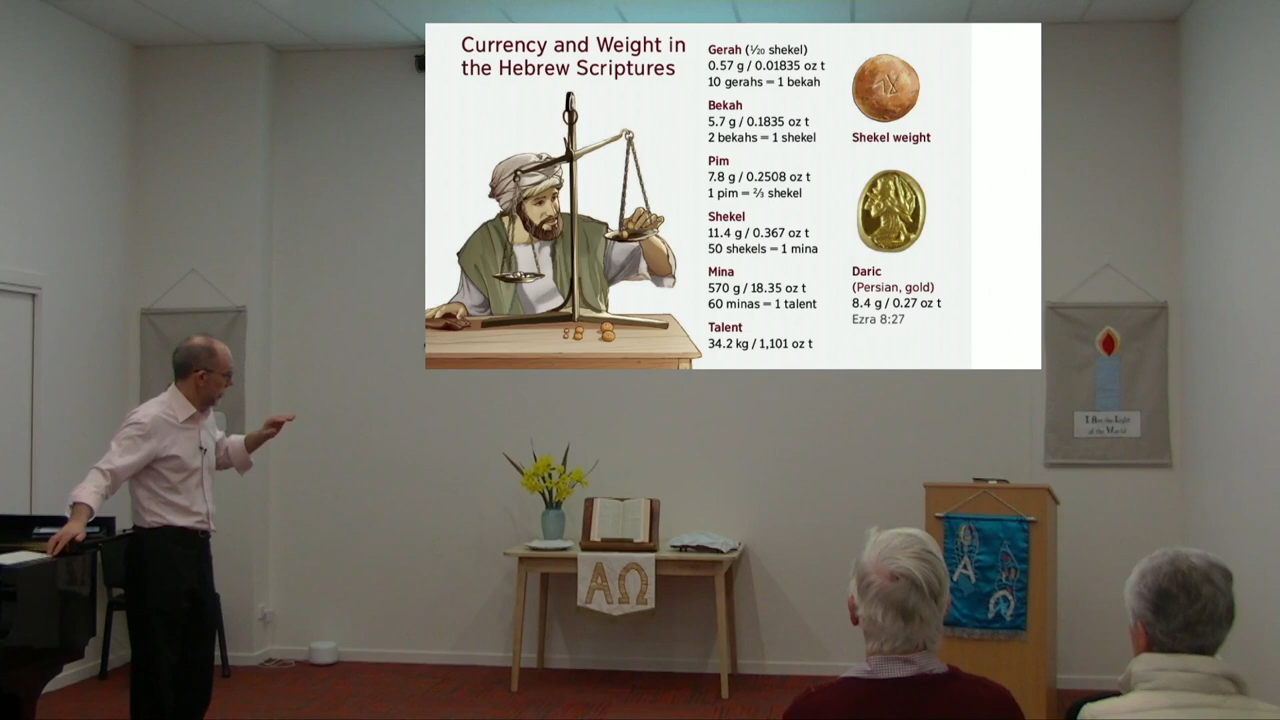 Currency and Weight in
the Hebrew Scriptures
Gerah (1⁄20 shekel)
0.57 g / 0.01835 oz t
10 gerahs = 1 bekah
Bekah
5.7 g / 0.1835 oz t
2 bekahs = 1 shekel
Pim
7.8 g / 0.2508 oz t
1 pim = ⅔ shekel
Shekel
11.4 g / 0.367 oz t
50 shekels = 1 mina
Mina
570 g / 18.35 oz t
60 minas = 1 talent
Talent
34.2 kg / 1,101 oz t
Shekel weight
Daric
(Persian, gold)
8.4 g / 0.27 oz t
Ezra 8:27
I Am the Light
of the World
ΑΩ
Α
Ω